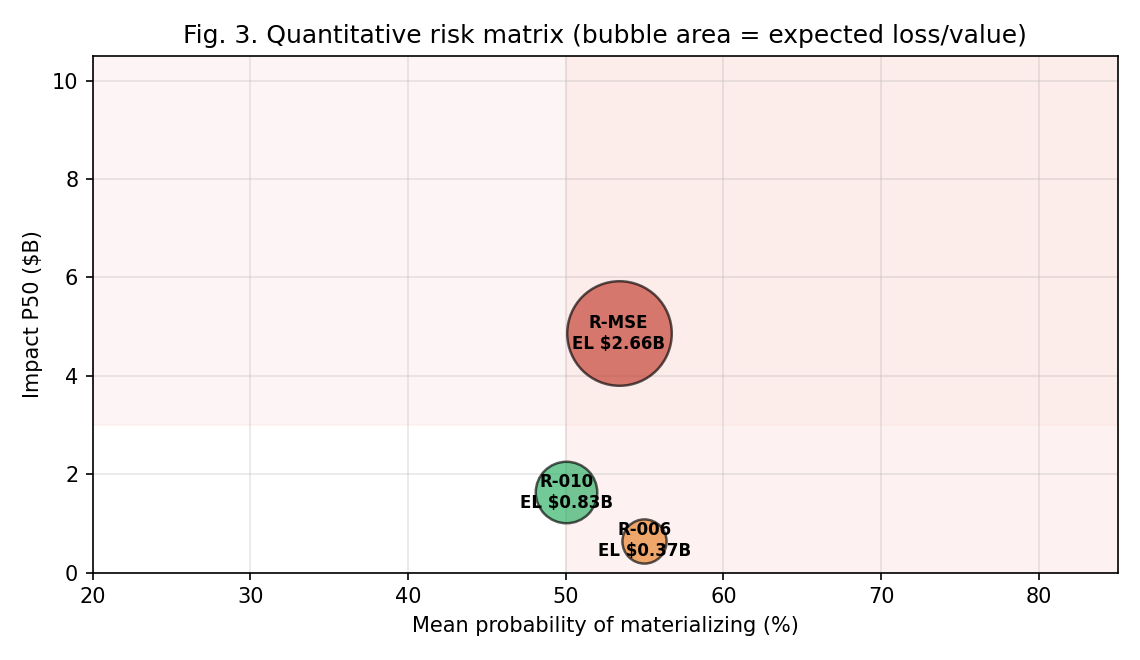 Fig. 3. Quantitative risk matrix (bubble area = expected loss/value)
Impact P50 ($B)
10
8
6
4
2
0
R-MSE
EL $2.66B
R-010
EL $0.83B
R-006
EL $0.37B
20 30 40 50 60 70 80
Mean probability of materializing (%)